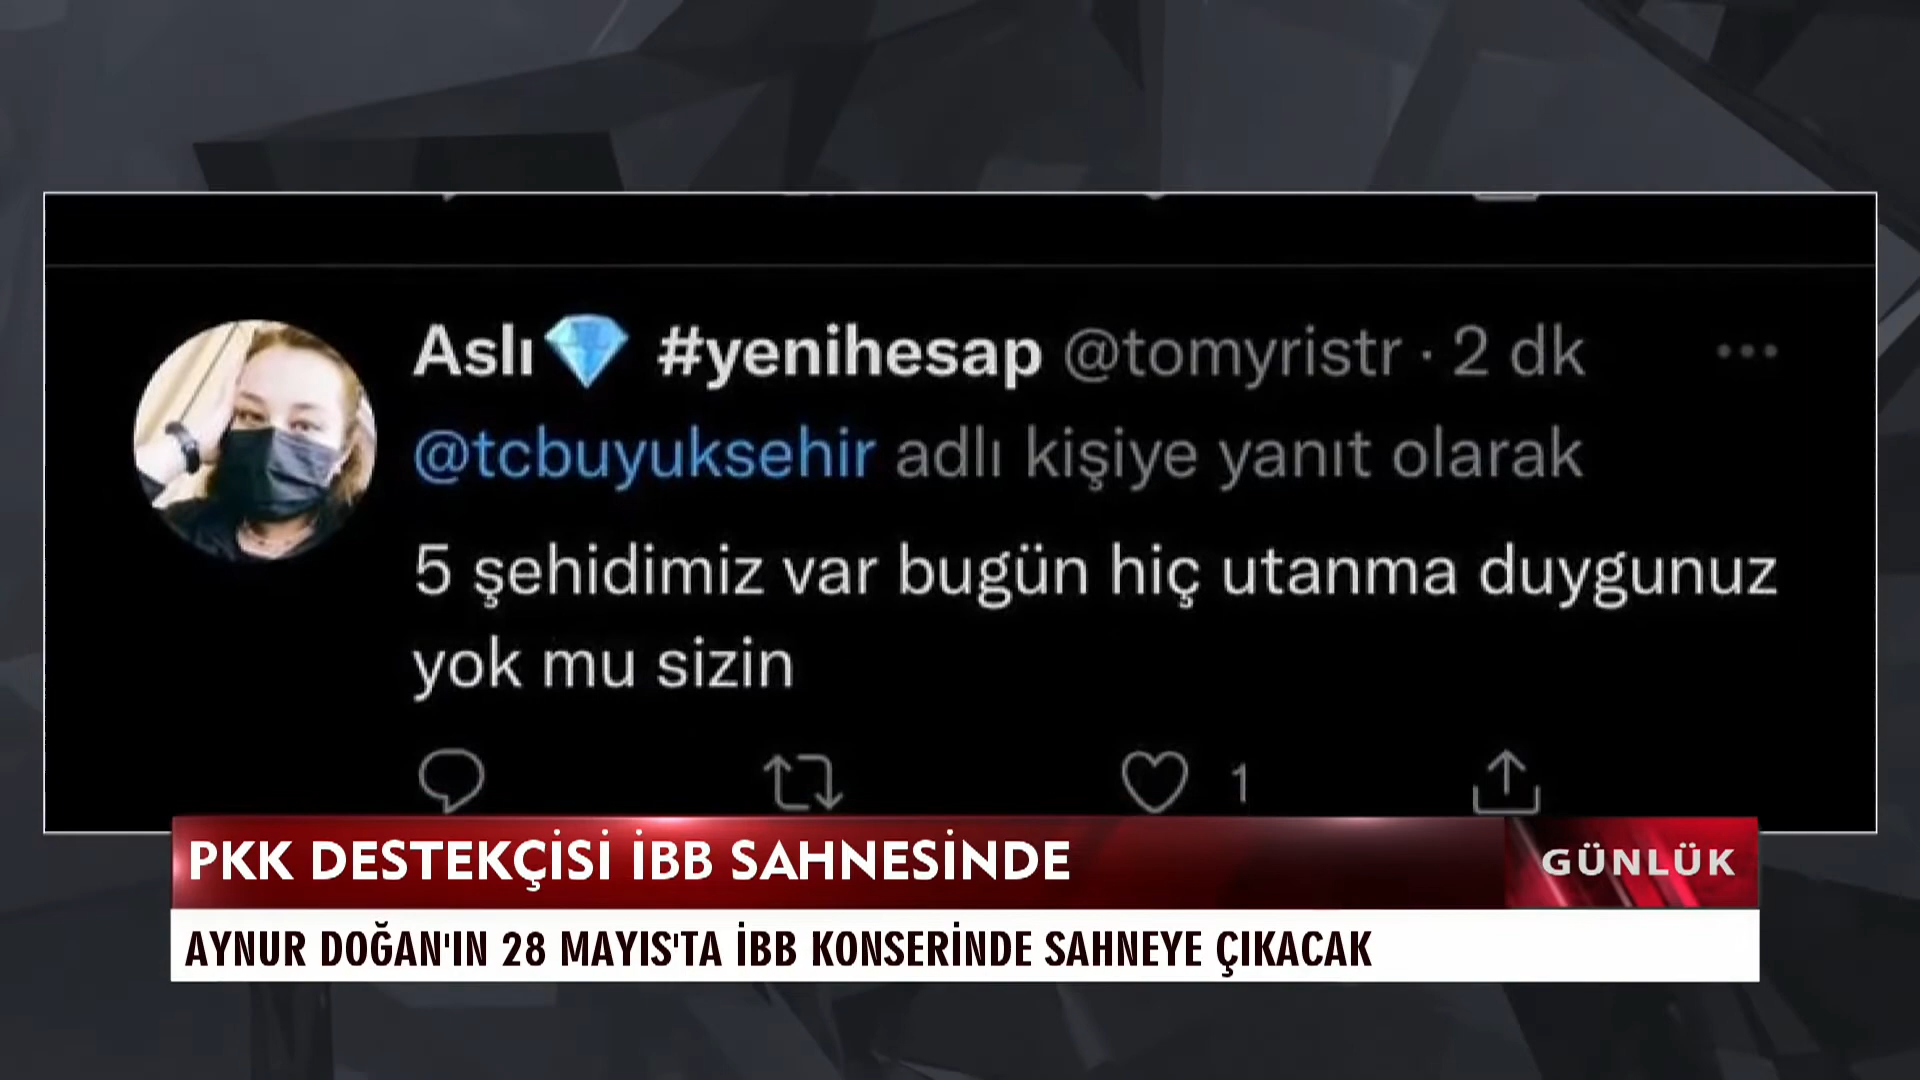 Aslı💎 #yenihesap @tomyristr · 2 dk
@tcbuyuksehir adlı kişiye yanıt olarak
5 şehidimiz var bugün hiç utanma duygunuz
yok mu sizin
1
PKK DESTEKÇİSİ İBB SAHNESİNDE
GÜNLÜK
AYNUR DOĞAN'IN 28 MAYIS'TA İBB KONSERİNDE SAHNEYE ÇIKACAK